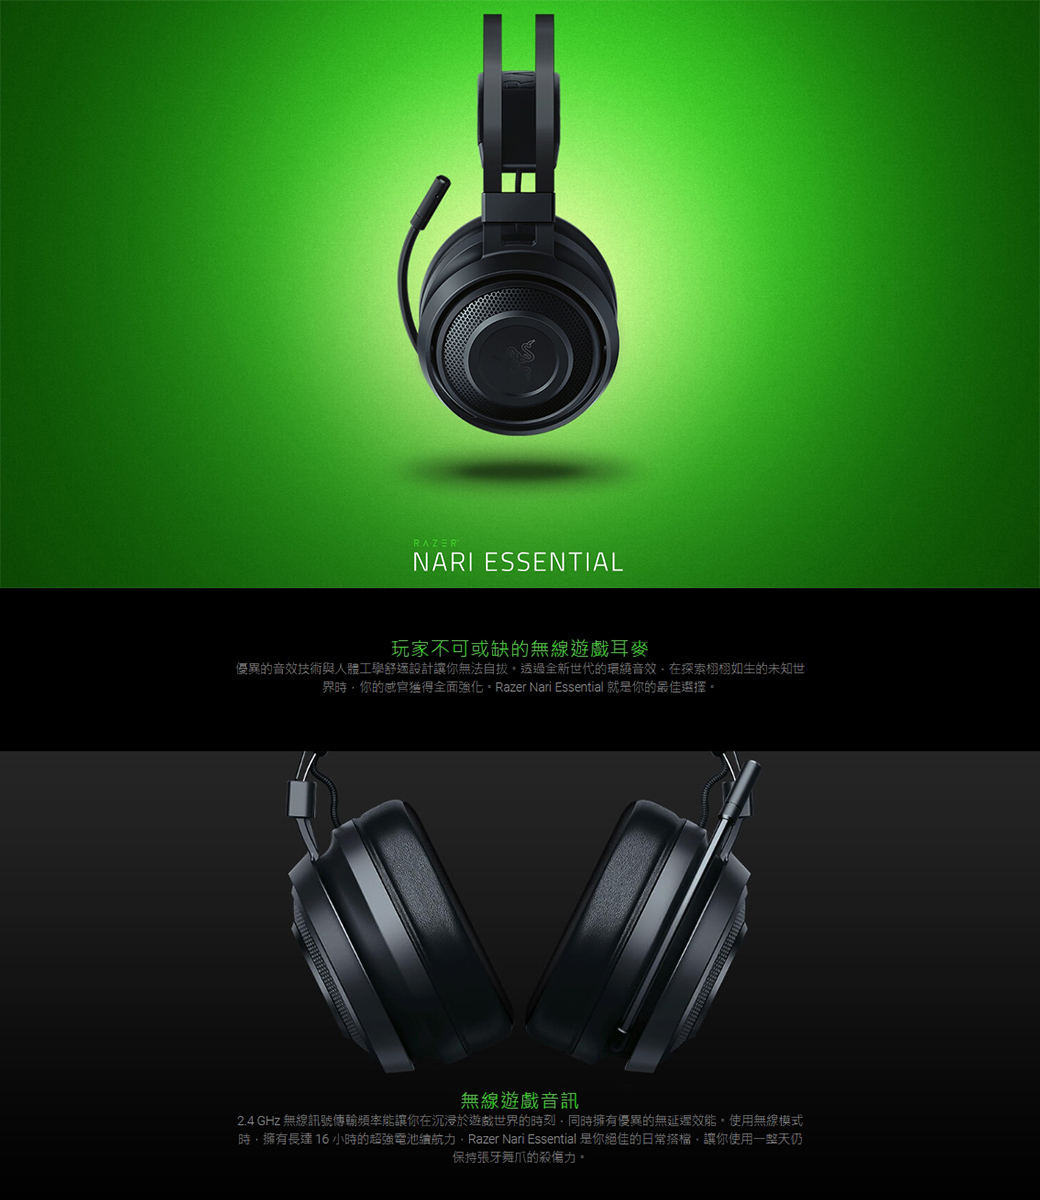 RAZER
NARI ESSENTIAL
玩家不可或缺的無線遊戲耳麥
優異的音效技術與人體工學舒適設計讓你無法自拔。透過全新世代的環繞音效，在探索栩栩如生的未知世
界時，你的感官獲得全面強化。Razer Nari Essential 就是你的最佳選擇。
無線遊戲音訊
2.4 GHz 無線訊號傳輸頻率能讓你在沉浸於遊戲世界的時刻，同時擁有優異的無延遲效能。使用無線模式
時，擁有長達 16 小時的超強電池續航力，Razer Nari Essential 是你絕佳的日常搭檔，讓你使用一整天仍
保持張牙舞爪的殺傷力。